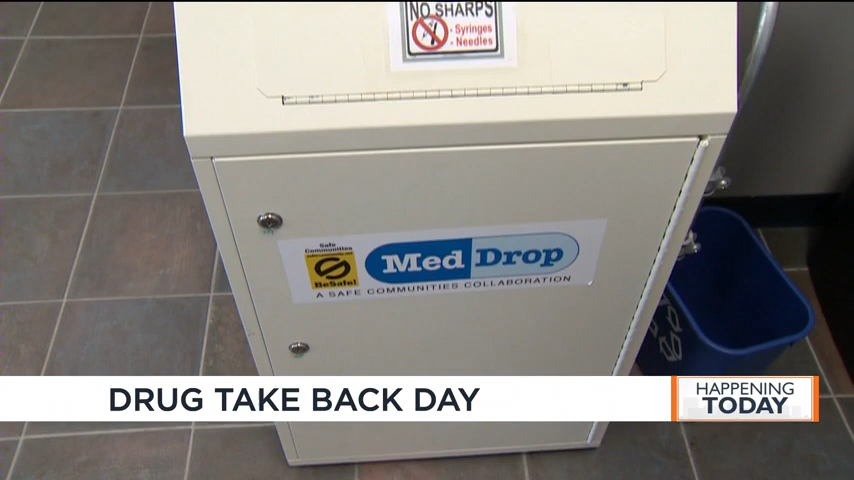 NO SHARPS
- Syringes
- Needles
Safe
Communities
BeSafe!
Med Drop
A SAFE COMMUNITIES COLLABORATION
DRUG TAKE BACK DAY
HAPPENING
TODAY